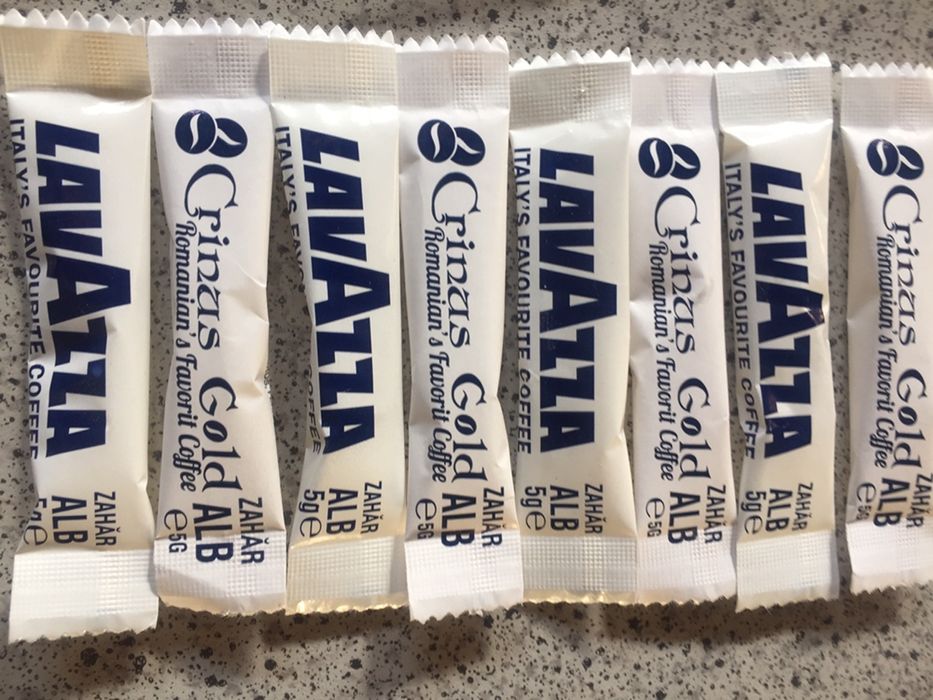 LAVAZZA
ITALY'S FAVOURITE COFFEE
ZAHĂR
ALB
5g e
Crinas Gold
Romanian's Favorit Coffee
ZAHĂR
ALB
e 5G
LAVAZZA
ITALY'S FAVO COFFEE
ZAHĂR
ALB
5g e
Crinas Gold
Romanian's Favorit Coffee
ZAHĂR
ALB
e 5G
LAVAZZA
ITALY'S FAVOURITE COFFEE
ZAHĂR
ALB
5g e
Crinas Gold
Romanian's Favorit Coffee
ZAHĂR
ALB
e 5G
LAVAZZA
ITALY'S FAVOURITE COFFEE
ZAHĂR
ALB
5g e
Crinas Gold
Romanian's Favorit Coffee
ZAHĂR
ALB
e 5G